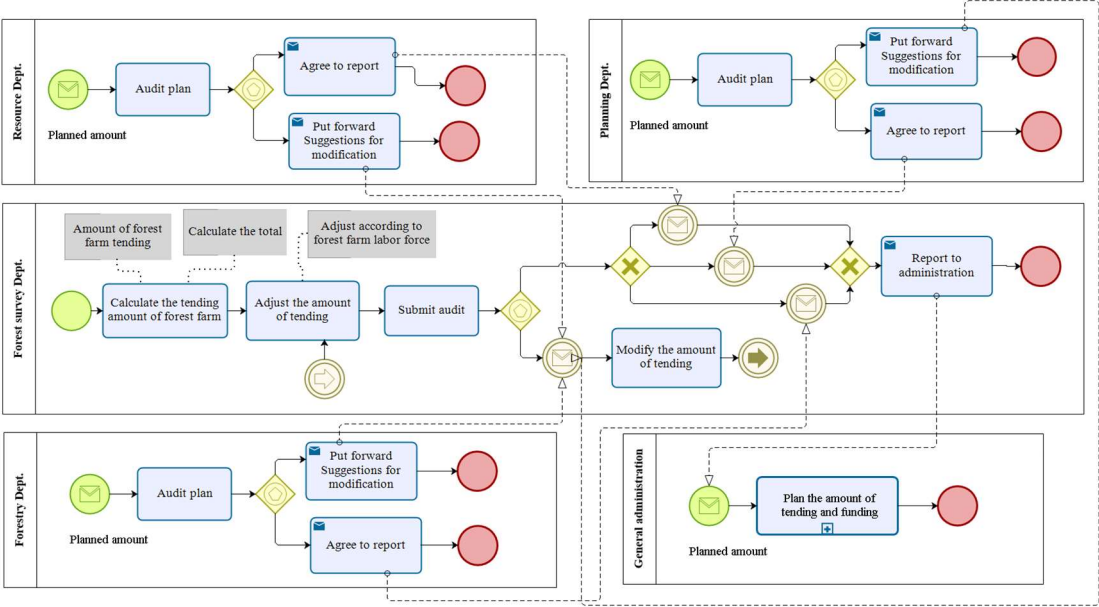 Resource Dept.
Planned amount
Audit plan
Agree to report
Put forward
Suggestions for
modification
Planning Dept.
Planned amount
Audit plan
Put forward
Suggestions for
modification
Agree to report
Forest survey Dept.
Amount of forest
farm tending
Calculate the total
Adjust according to
forest farm labor force
Calculate the tending
amount of forest farm
Adjust the amount
of tending
Submit audit
Modify the amount
of tending
Report to
administration
Forestry Dept.
Planned amount
Audit plan
Put forward
Suggestions for
modification
Agree to report
General administration
Planned amount
Plan the amount of
tending and funding